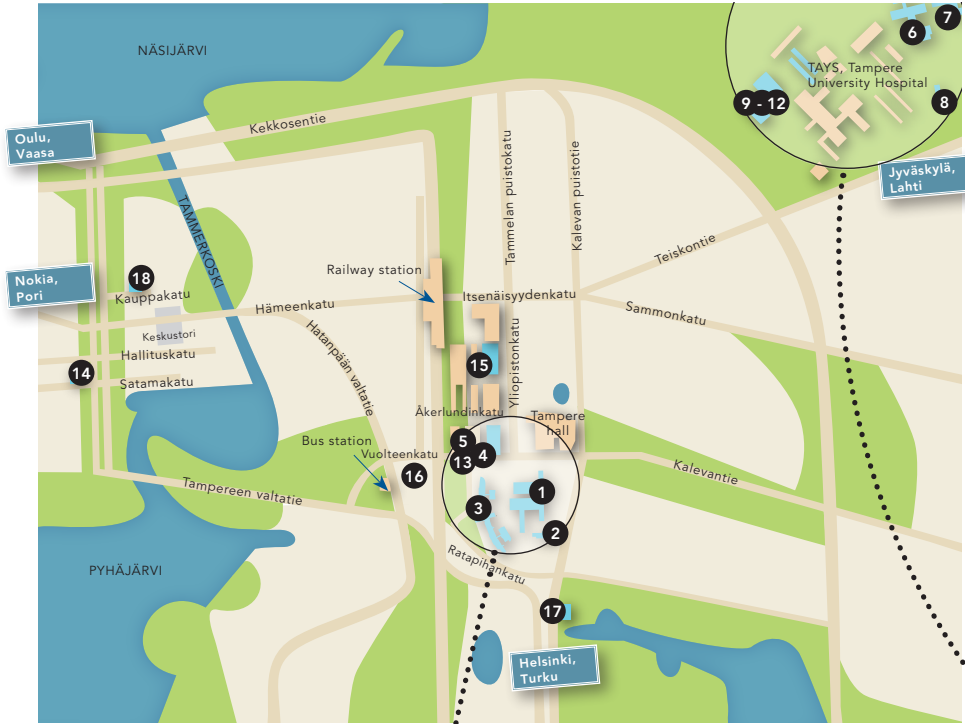 NÄSIJÄRVI
6
7
TAYS, Tampere
University Hospital
9 - 12
8
Kekkosentie
Oulu,
Vaasa
Jyväskylä,
Lahti
TAMMERKOSKI
Tammelan puistokatu
Kalevan puistotie
Teiskontie
Nokia,
Pori
18
Kauppakatu
Railway station
Hämeenkatu
Itsenäisyydenkatu
Sammonkatu
Keskustori
Hallituskatu
14
Satamakatu
Hatanpään valtatie
15
Yliopistonkatu
Åkerlundinkatu
Tampere
hall
Bus station
Vuolteenkatu
5
4
13
16
Kalevantie
Tampereen valtatie
1
3
2
Ratapihankatu
PYHÄJÄRVI
17
Helsinki,
Turku